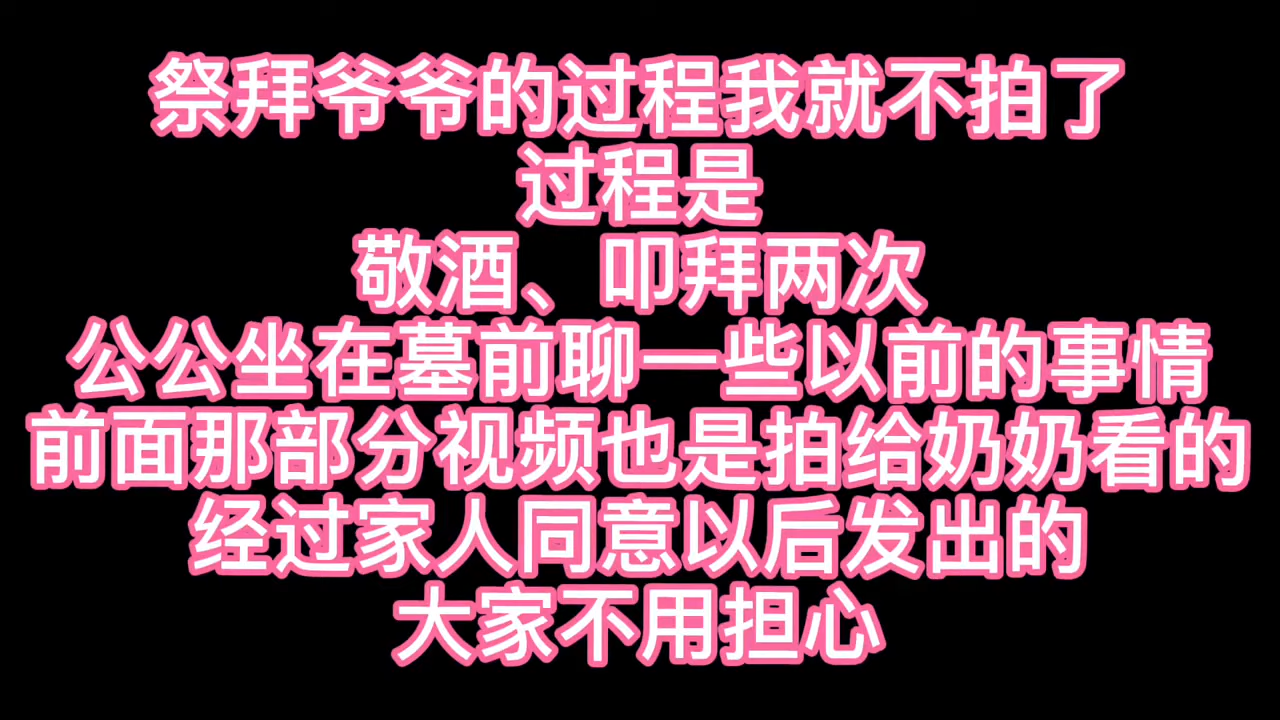 祭拜爷爷的过程我就不拍了
过程是
敬酒、叩拜两次
公公坐在墓前聊一些以前的事情
前面那部分视频也是拍给奶奶看的
经过家人同意以后发出的
大家不用担心